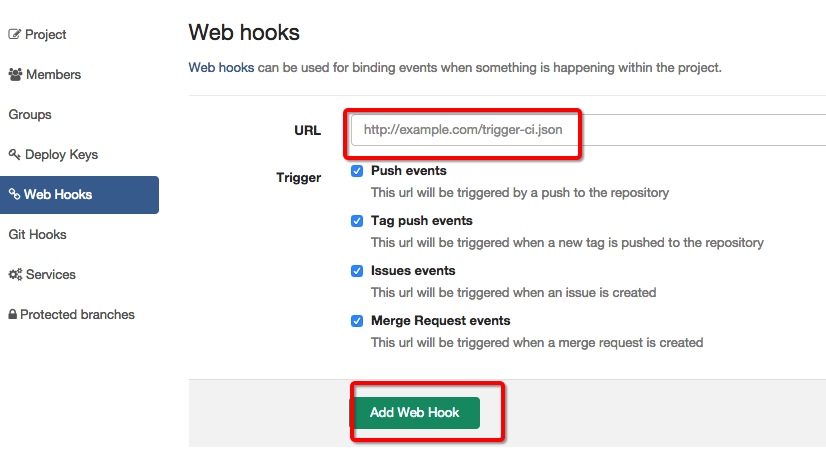 Project
Members
Groups
Deploy Keys
Web Hooks
Git Hooks
Services
Protected branches
Web hooks
Web hooks can be used for binding events when something is happening within the project.
URL
http://example.com/trigger-ci.json
Trigger
Push events
This url will be triggered by a push to the repository
Tag push events
This url will be triggered when a new tag is pushed to the repository
Issues events
This url will be triggered when an issue is created
Merge Request events
This url will be triggered when a merge request is created
Add Web Hook